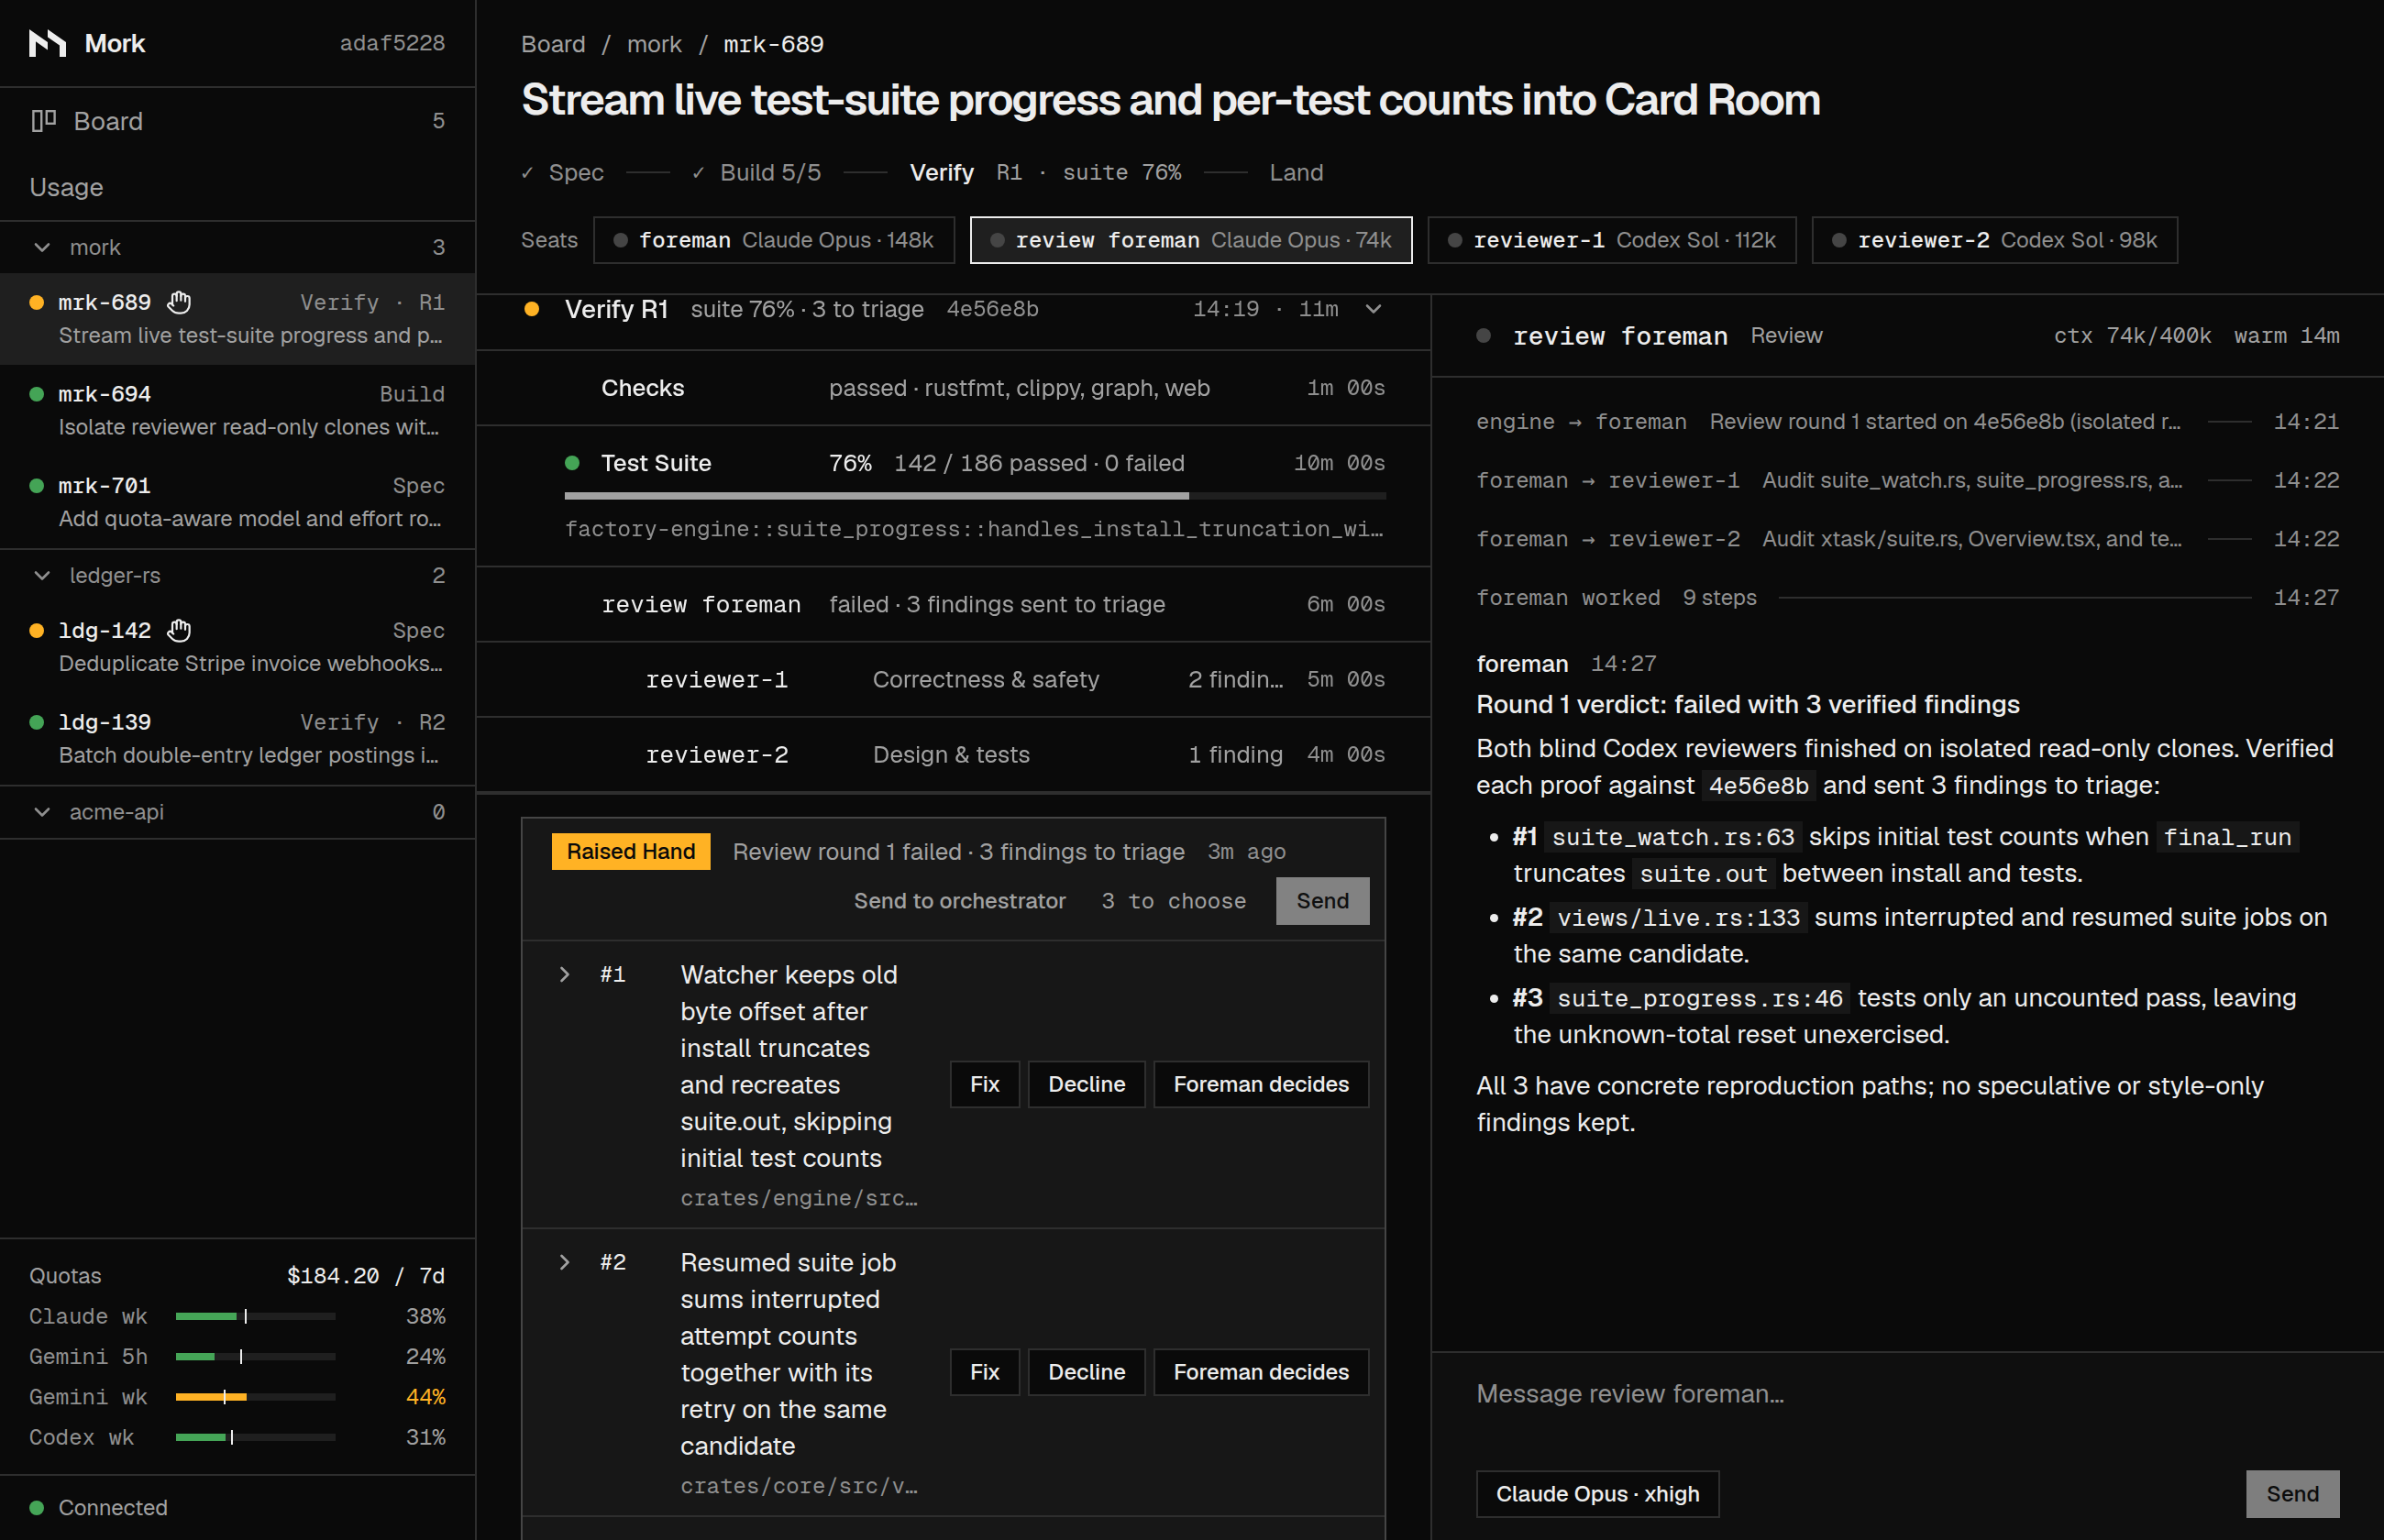 Mork adaf5228
Board 5
Usage
mork 3
mrk-689 Verify · R1
Stream live test-suite progress and p…
mrk-694 Build
Isolate reviewer read-only clones wit…
mrk-701 Spec
Add quota-aware model and effort ro…
ledger-rs 2
ldg-142 Spec
Deduplicate Stripe invoice webhooks…
ldg-139 Verify · R2
Batch double-entry ledger postings i…
acme-api 0
Quotas $184.20 / 7d
Claude wk 38%
Gemini 5h 24%
Gemini wk 44%
Codex wk 31%
Connected
Board / mork / mrk-689
Stream live test-suite progress and per-test counts into Card Room
✓ Spec ✓ Build 5/5 Verify R1 · suite 76% Land
Seats foreman Claude Opus · 148k review foreman Claude Opus · 74k reviewer-1 Codex Sol · 112k reviewer-2 Codex Sol · 98k
Verify R1 suite 76% · 3 to triage 4e56e8b 14:19 · 11m
Checks passed · rustfmt, clippy, graph, web 1m 00s
Test Suite 76% 142 / 186 passed · 0 failed 10m 00s
factory-engine::suite_progress::handles_install_truncation_wi…
review foreman failed · 3 findings sent to triage 6m 00s
reviewer-1 Correctness & safety 2 findin… 5m 00s
reviewer-2 Design & tests 1 finding 4m 00s
Raised Hand Review round 1 failed · 3 findings to triage 3m ago
Send to orchestrator 3 to choose Send
#1 Watcher keeps old
byte offset after
install truncates
and recreates
suite.out, skipping
initial test counts
crates/engine/src…
Fix Decline Foreman decides
#2 Resumed suite job
sums interrupted
attempt counts
together with its
retry on the same
candidate
crates/core/src/v…
Fix Decline Foreman decides
review foreman Review ctx 74k/400k warm 14m
engine → foreman Review round 1 started on 4e56e8b (isolated r… 14:21
foreman → reviewer-1 Audit suite_watch.rs, suite_progress.rs, a… 14:22
foreman → reviewer-2 Audit xtask/suite.rs, Overview.tsx, and te… 14:22
foreman worked 9 steps 14:27
foreman 14:27
Round 1 verdict: failed with 3 verified findings
Both blind Codex reviewers finished on isolated read-only clones. Verified
each proof against 4e56e8b and sent 3 findings to triage:
• #1 suite_watch.rs:63 skips initial test counts when final_run
truncates suite.out between install and tests.
• #2 views/live.rs:133 sums interrupted and resumed suite jobs on
the same candidate.
• #3 suite_progress.rs:46 tests only an uncounted pass, leaving
the unknown-total reset unexercised.
All 3 have concrete reproduction paths; no speculative or style-only
findings kept.
Message review foreman…
Claude Opus · xhigh Send